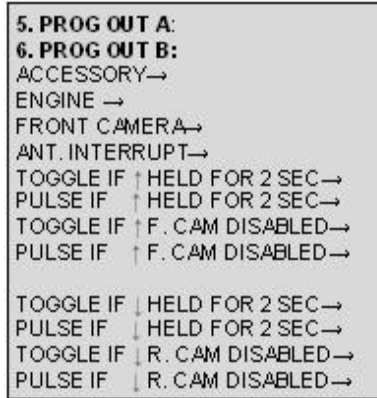 5. PROG OUT A:
6. PROG OUT B:
ACCESSORY→
ENGINE →
FRONT CAMERA→
ANT. INTERRUPT→
TOGGLE IF ↑ HELD FOR 2 SEC→
PULSE IF ↑ HELD FOR 2 SEC→
TOGGLE IF ↑ F. CAM DISABLED→
PULSE IF ↑ F. CAM DISABLED→
TOGGLE IF ↓ HELD FOR 2 SEC→
PULSE IF ↓ HELD FOR 2 SEC→
TOGGLE IF ↓ R. CAM DISABLED→
PULSE IF ↓ R. CAM DISABLED→